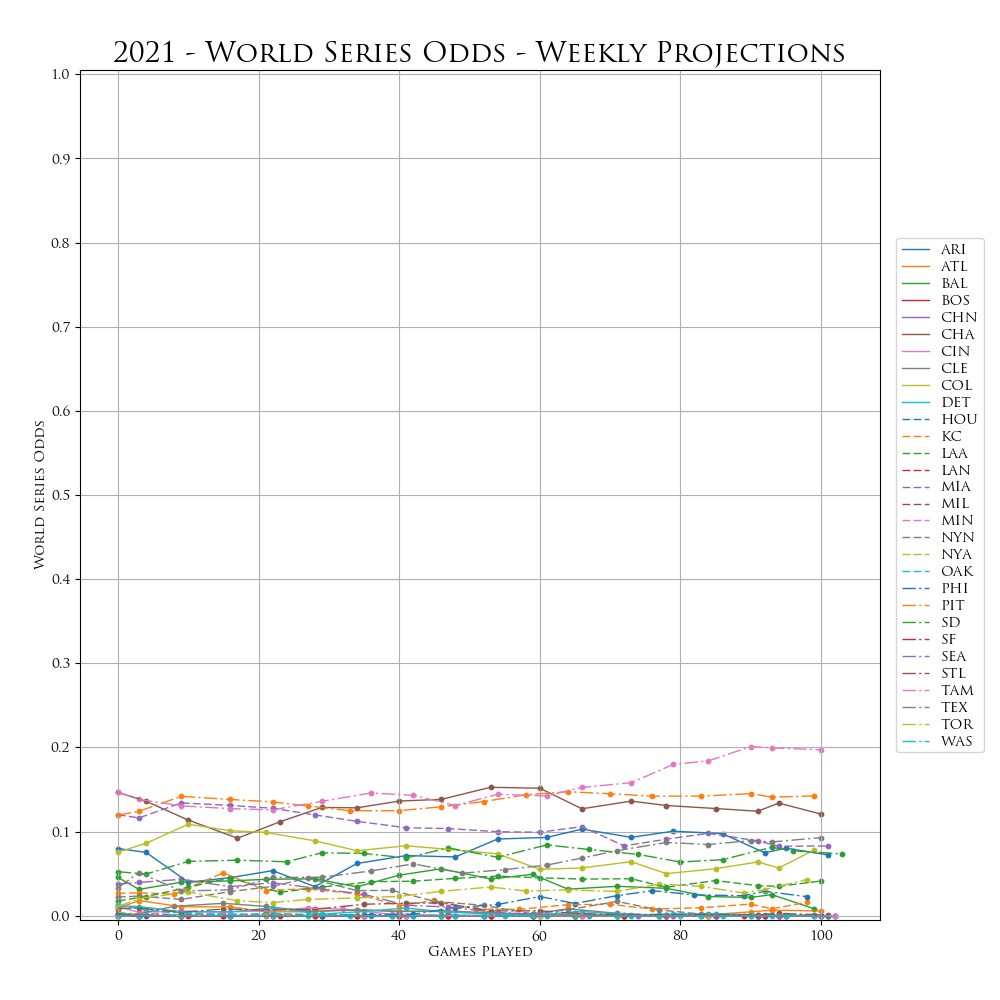 2021 - World Series Odds - Weekly Projections
1.0
0.9
0.8
0.7
0.6
0.5
0.4
0.3
0.2
0.1
0.0
World Series Odds
0 20 40 60 80 100
Games Played
ARI
ATL
BAL
BOS
CHN
CHA
CIN
CLE
COL
DET
HOU
KC
LAA
LAN
MIA
MIL
MIN
NYN
NYA
OAK
PHI
PIT
SD
SF
SEA
STL
TAM
TEX
TOR
WAS